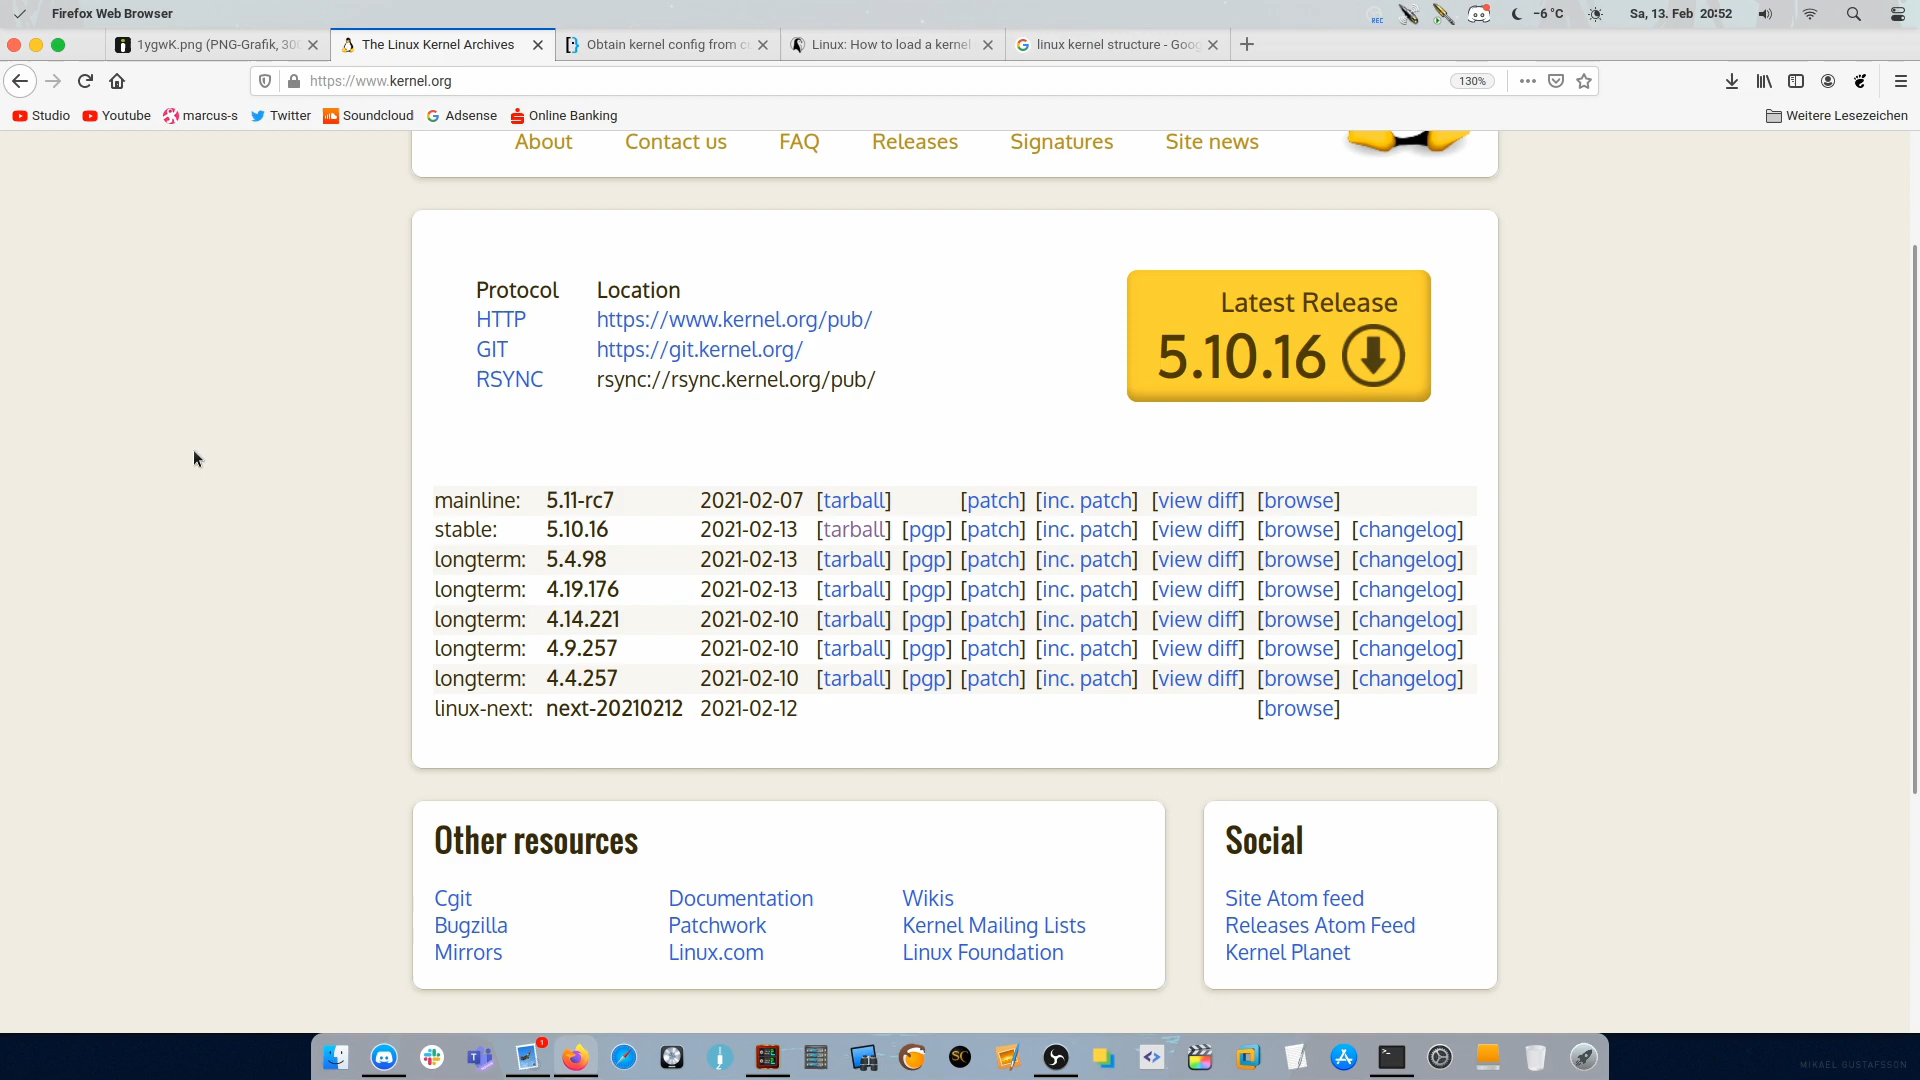 Firefox Web Browser
REC
-6 °C
Sa, 13. Feb 20:52
1ygwK.png (PNG-Grafik, 30
The Linux Kernel Archives
Obtain kernel config from cu
Linux: How to load a kernel
linux kernel structure - Goog
https://www.kernel.org
130%
Studio
Youtube
marcus-s
Twitter
Soundcloud
Adsense
Online Banking
Weitere Lesezeichen
About Contact us FAQ Releases Signatures Site news
Protocol Location
HTTP https://www.kernel.org/pub/
GIT https://git.kernel.org/
RSYNC rsync://rsync.kernel.org/pub/
Latest Release
5.10.16
mainline: 5.11-rc7 2021-02-07 [tarball] [patch] [inc. patch] [view diff] [browse]
stable: 5.10.16 2021-02-13 [tarball] [pgp] [patch] [inc. patch] [view diff] [browse] [changelog]
longterm: 5.4.98 2021-02-13 [tarball] [pgp] [patch] [inc. patch] [view diff] [browse] [changelog]
longterm: 4.19.176 2021-02-13 [tarball] [pgp] [patch] [inc. patch] [view diff] [browse] [changelog]
longterm: 4.14.221 2021-02-10 [tarball] [pgp] [patch] [inc. patch] [view diff] [browse] [changelog]
longterm: 4.9.257 2021-02-10 [tarball] [pgp] [patch] [inc. patch] [view diff] [browse] [changelog]
longterm: 4.4.257 2021-02-10 [tarball] [pgp] [patch] [inc. patch] [view diff] [browse] [changelog]
linux-next: next-20210212 2021-02-12 [browse]
Other resources
Cgit Documentation Wikis
Bugzilla Patchwork Kernel Mailing Lists
Mirrors Linux.com Linux Foundation
Social
Site Atom feed
Releases Atom Feed
Kernel Planet
1
SC
MIKAEL GUSTAFSSON